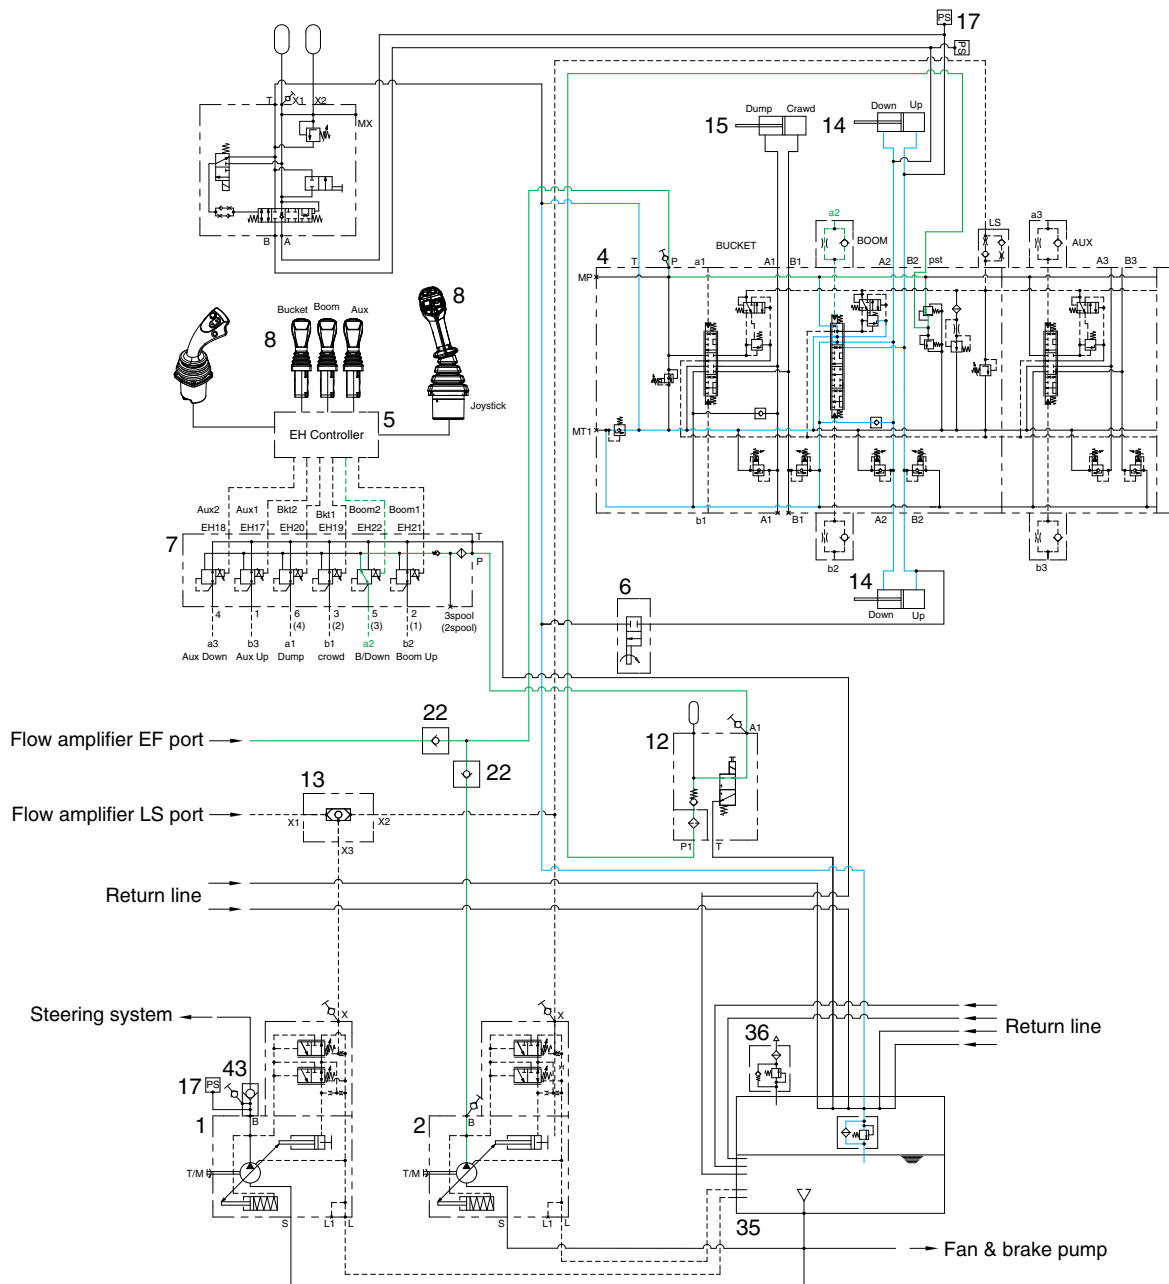 PS 17
PS
T X1 X2
MX
Dump Crawd
15
Down Up
14
B A
a2
BOOM
LS
a3
AUX
BUCKET
4 T P a1 A1 B1 A2 B2 pst A3 B3
MP
8
Bucket Boom Aux
8
Joystick
5
EH Controller
MT1
b1 A1 B1 A2 B2
b2
b3
Aux2 Aux1 Bkt2 Bkt1 Boom2 Boom1
EH18 EH17 EH20 EH19 EH22 EH21
7
T
P
14
Down Up
6
4 1 6 3 5 2 3spool
(4) (2) (3) (1) (2spool)
a3 b3 a1 b1 a2 b2
Aux Down Aux Up Dump crowd B/Down Boom Up
22
Flow amplifier EF port
12
A1
22
13
Flow amplifier LS port
X1 X2
X3
P1 T
Return line
Steering system
X
X
Return line
36
43
17 PS
B
B
1
2
T/M
T/M
S L1 L
S L1 L
35
Fan & brake pump